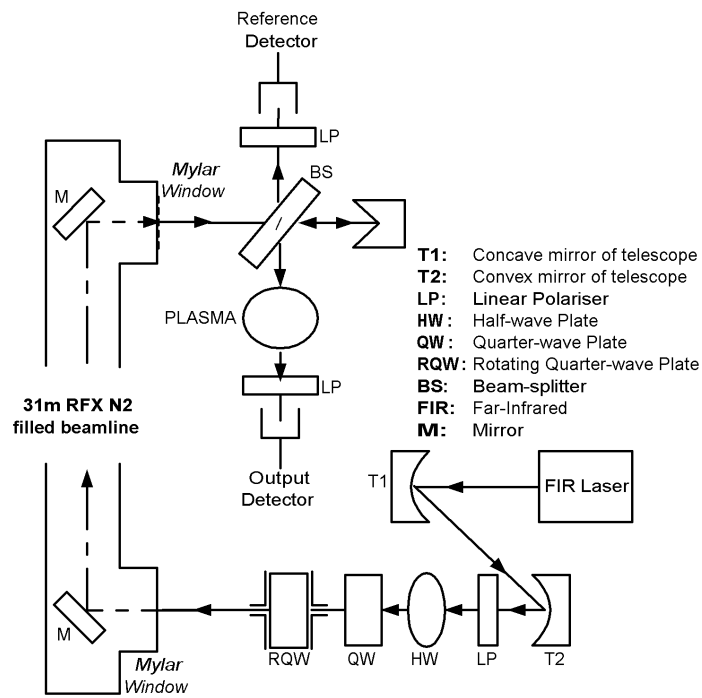 Reference
Detector
LP
BS
Mylar
Window
M
PLASMA
LP
Output
Detector
31m RFX N2
filled beamline
T1: Concave mirror of telescope
T2: Convex mirror of telescope
LP: Linear Polariser
HW: Half-wave Plate
QW: Quarter-wave Plate
RQW: Rotating Quarter-wave Plate
BS: Beam-splitter
FIR: Far-Infrared
M: Mirror
T1
FIR Laser
M
Mylar
Window
RQW
QW
HW
LP
T2